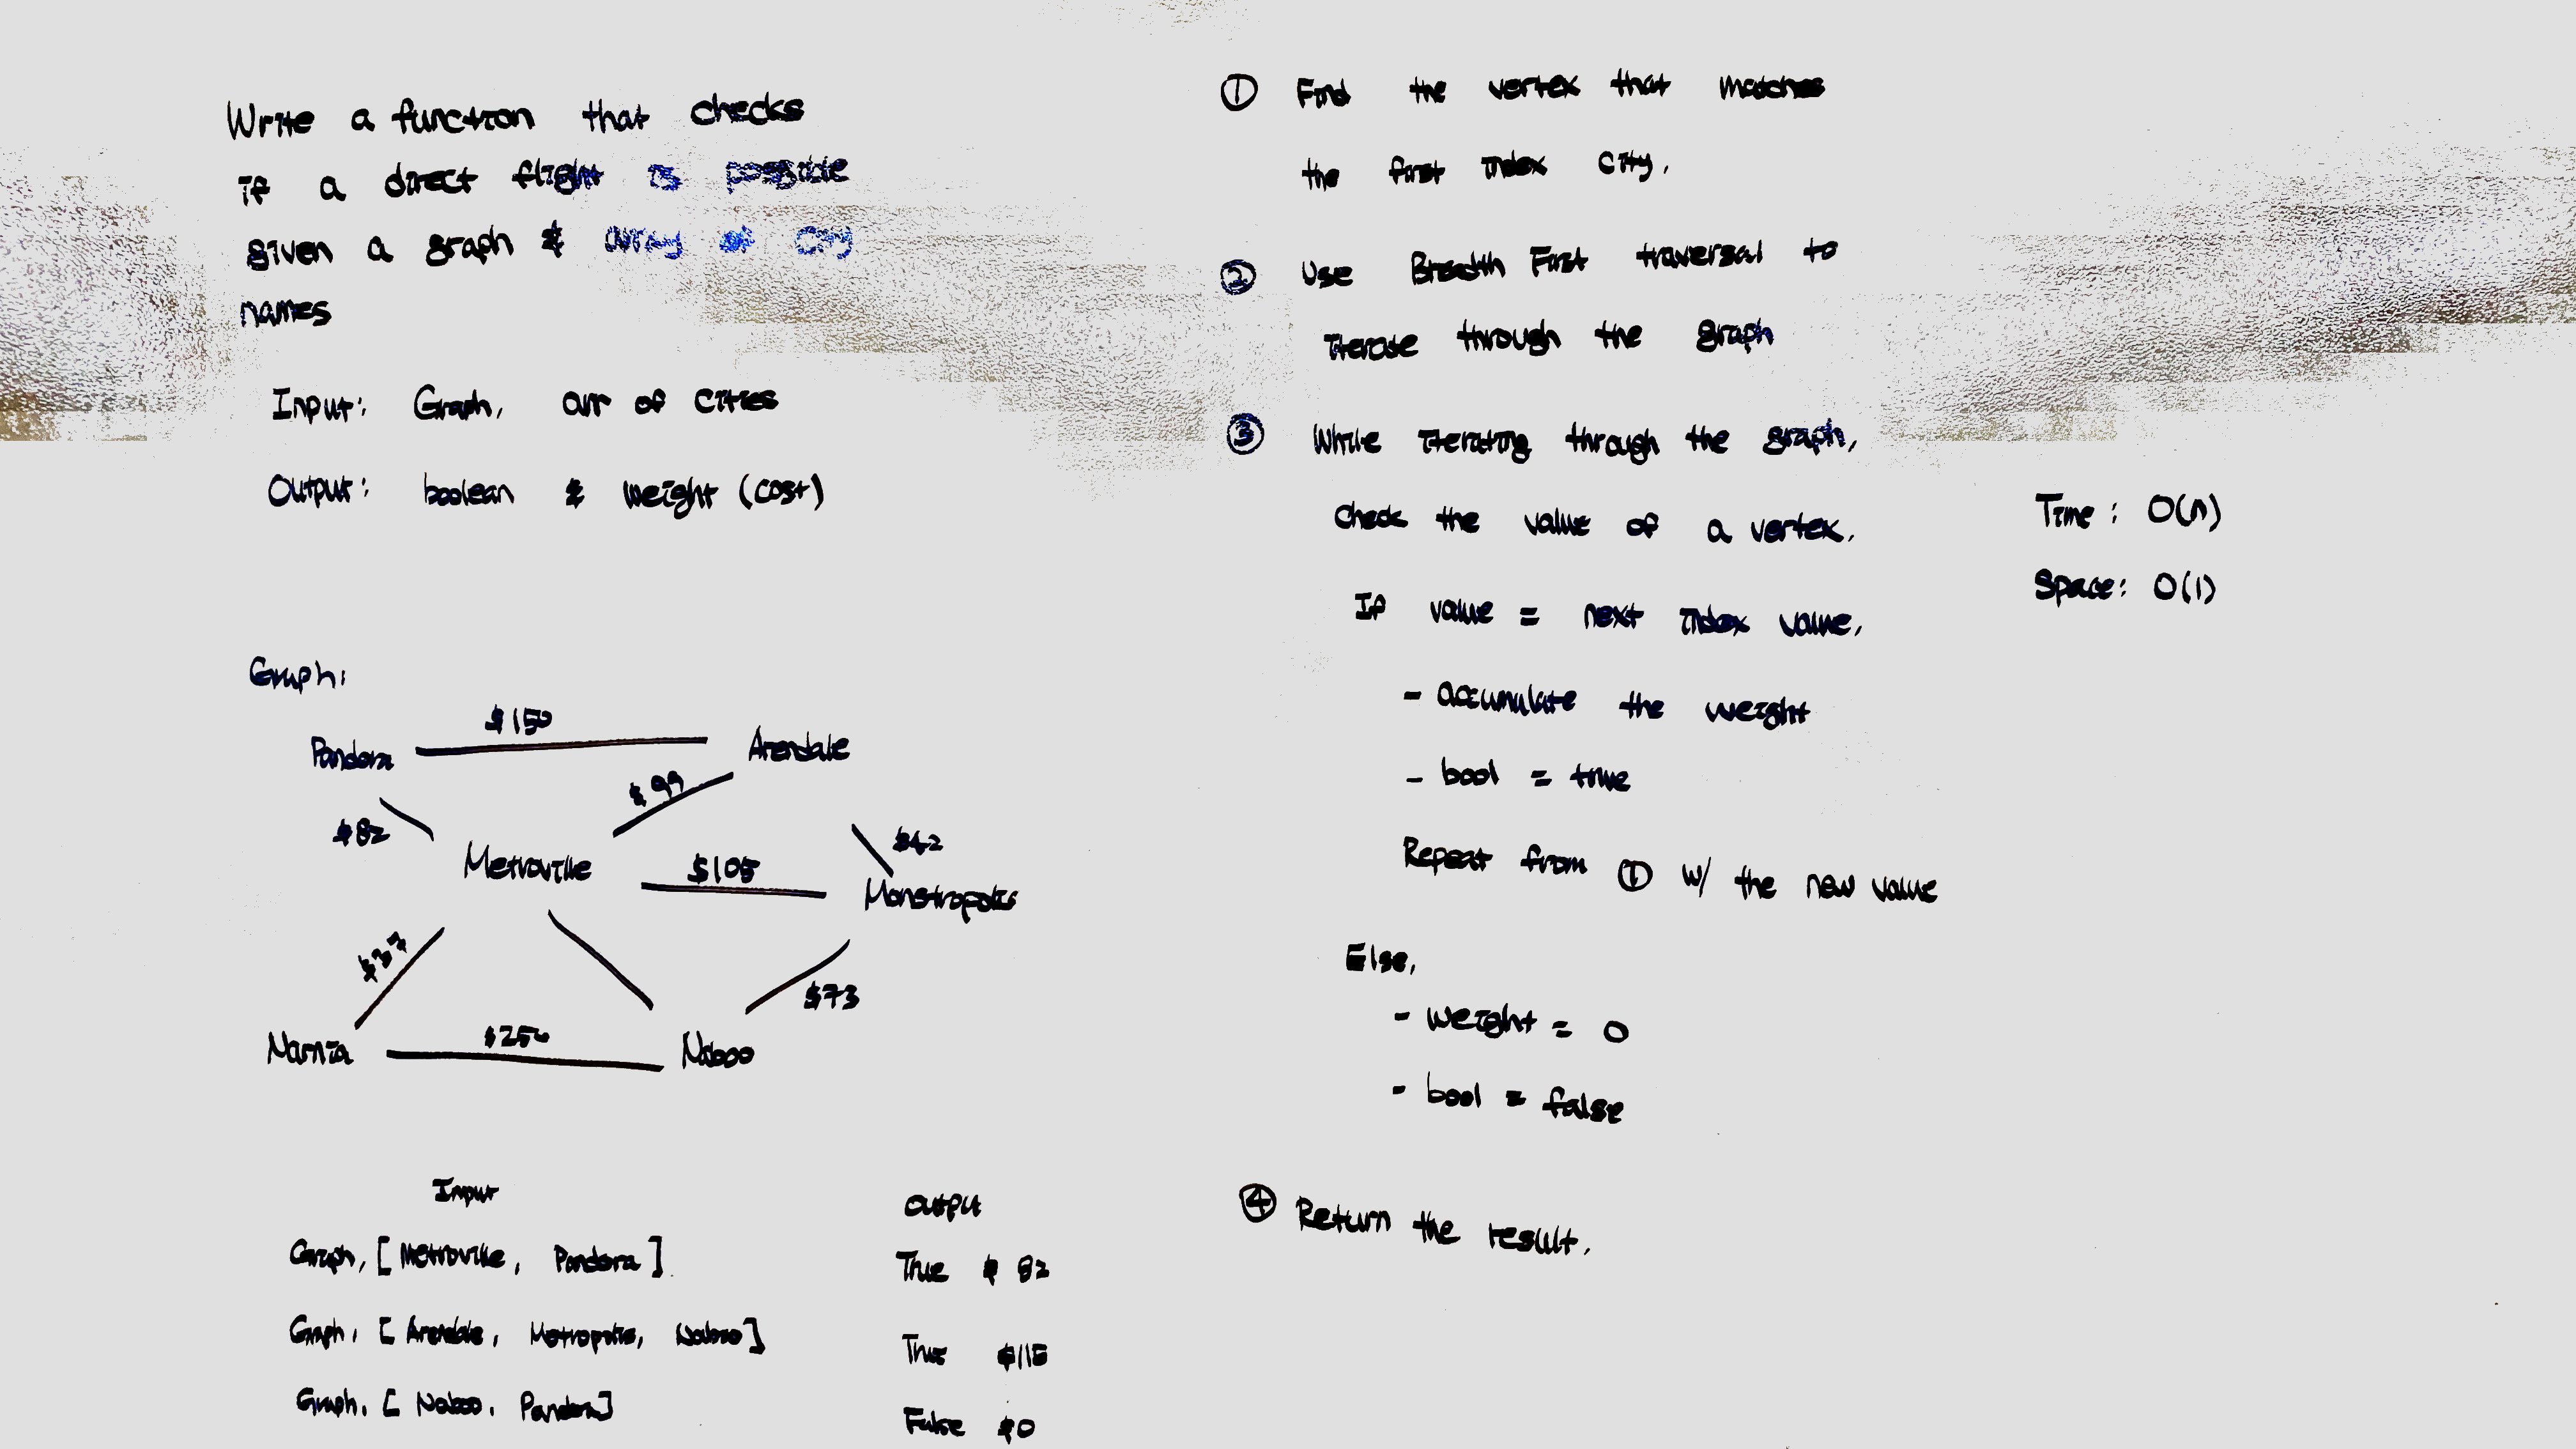 Write a function that checks
if a direct flight is possible
given a graph & array of city
names
Input: Graph, arr of cities
Output: boolean & weight (cost)
Graph:
$150
Pandora
Arendale
$99
$82
$42
Metroville
$105
Monstropolis
$37
$73
$250
Narnia
Naboo
Input
Output
Graph, [Metroville, Pandora]
True $ 82
Graph, [Arendale, Metropolis, Naboo]
True $115
Graph, [Naboo, Pandora]
False $0
① Find the vertex that matches
the first index city.
② Use Breadth First traversal to
iterate through the graph
③ While iterating through the graph,
check the value of a vertex.
If value = next index value,
- accumulate the weight
- bool = true
Repeat from ① w/ the new value
Else,
- weight = 0
- bool = false
④ Return the result.
Time: O(n)
Space: O(1)